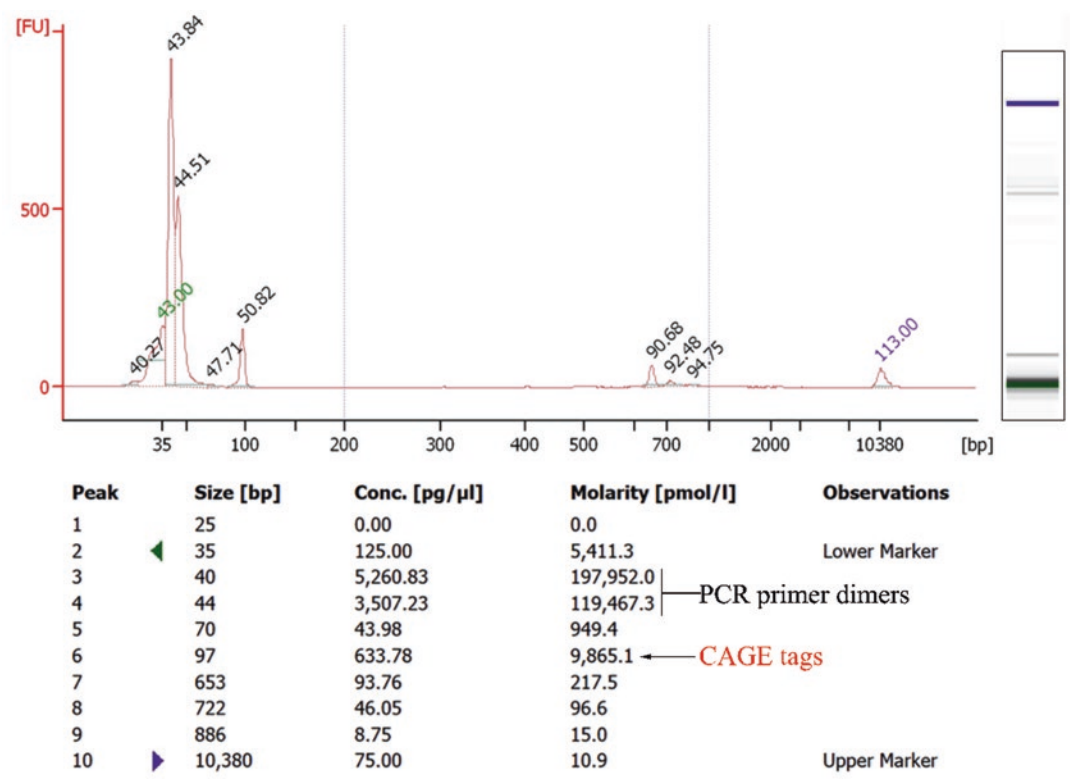 [FU]
43.84
44.51
500
43.00
50.82
40.27
47.71
90.68
92.48
94.75
113.00
0
35 100 200 300 400 500 700 2000 10380 [bp]
Peak Size [bp] Conc. [pg/µl] Molarity [pmol/l] Observations
1 25 0.00 0.0
2 35 125.00 5,411.3 Lower Marker
3 40 5,260.83 197,952.0
PCR primer dimers
4 44 3,507.23 119,467.3
5 70 43.98 949.4
6 97 633.78 9,865.1 CAGE tags
7 653 93.76 217.5
8 722 46.05 96.6
9 886 8.75 15.0
10 10,380 75.00 10.9 Upper Marker